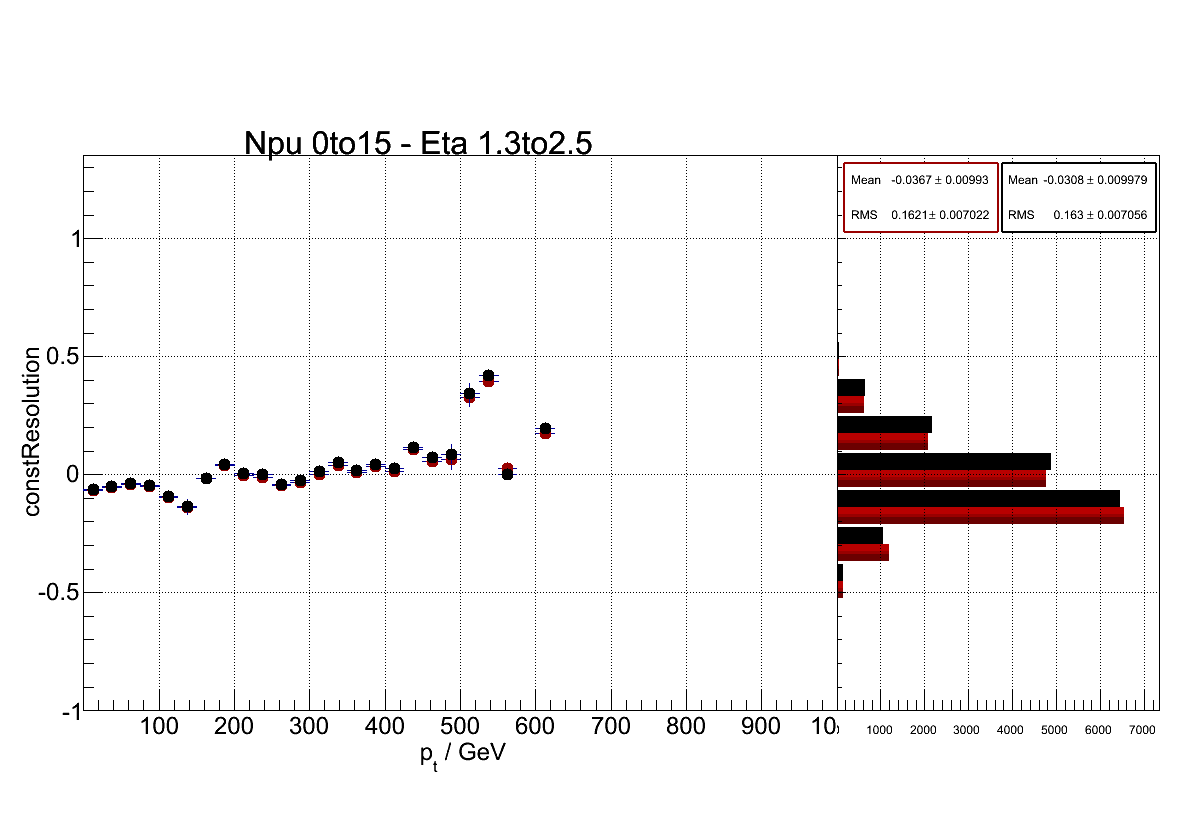 Npu 0to15 - Eta 1.3to2.5
Mean -0.0367 ± 0.00993
RMS 0.1621± 0.007022
Mean -0.0308 ± 0.009979
RMS 0.163 ± 0.007056
constResolution
1
0.5
0
-0.5
-1
100 200 300 400 500 600 700 800 900 10
p_t / GeV
1000 2000 3000 4000 5000 6000 7000